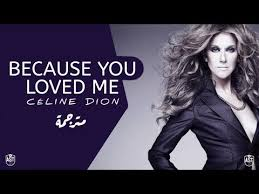 BECAUSE YOU
LOVED ME
CELINE DION
مترجمة